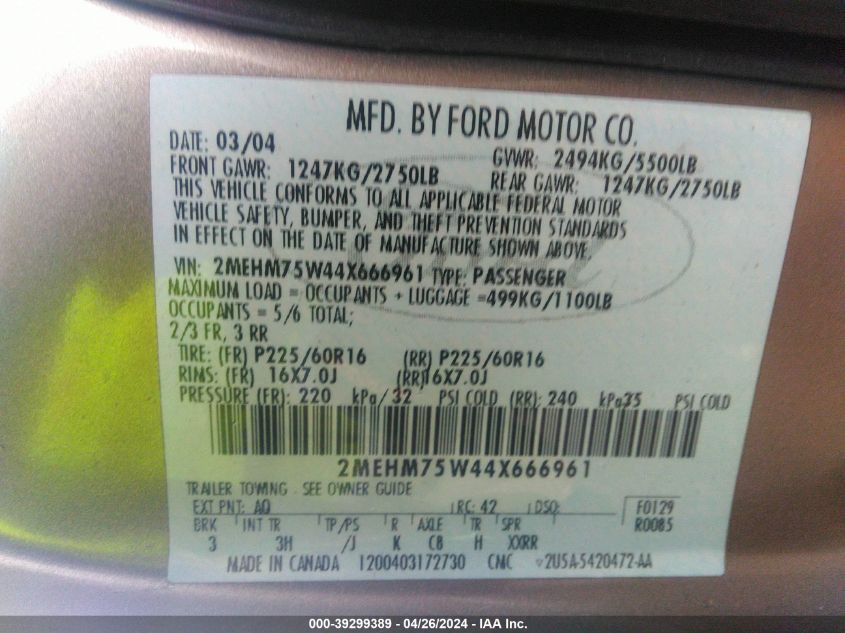 MFD. BY FORD MOTOR CO.
DATE: 03/04 GVWR: 2494KG/5500LB
FRONT GAWR: 1247KG/2750LB REAR GAWR: 1247KG/2750LB
THIS VEHICLE CONFORMS TO ALL APPLICABLE FEDERAL MOTOR
VEHICLE SAFETY, BUMPER, AND THEFT PREVENTION STANDARDS
IN EFFECT ON THE DATE OF MANUFACTURE SHOWN ABOVE.
VIN: 2MEHM75W44X666961 TYPE: PASSENGER
MAXIMUM LOAD = OCCUPANTS + LUGGAGE =499KG/1100LB
OCCUPANTS = 5/6 TOTAL;
2/3 FR, 3 RR
TIRE: (FR) P225/60R16 (RR) P225/60R16
RIMS: (FR) 16X7.0J (RR)16X7.0J
PRESSURE (FR): 220 kPa/ 32 PSI COLD (RR): 240 kPa35 PSI COLD
2MEHM75W44X666961
TRAILER TOWING - SEE OWNER GUIDE
EXT PNT: AQ RC: 42 DSO: F0129
BRK INT TR TP/PS R AXLE TR SPR R0085
3 3H /J K C8 H XXRR
MADE IN CANADA 1200403172730 CMC 2U5A-5420472-AA
000-39299389 - 04/26/2024 - IAA Inc.